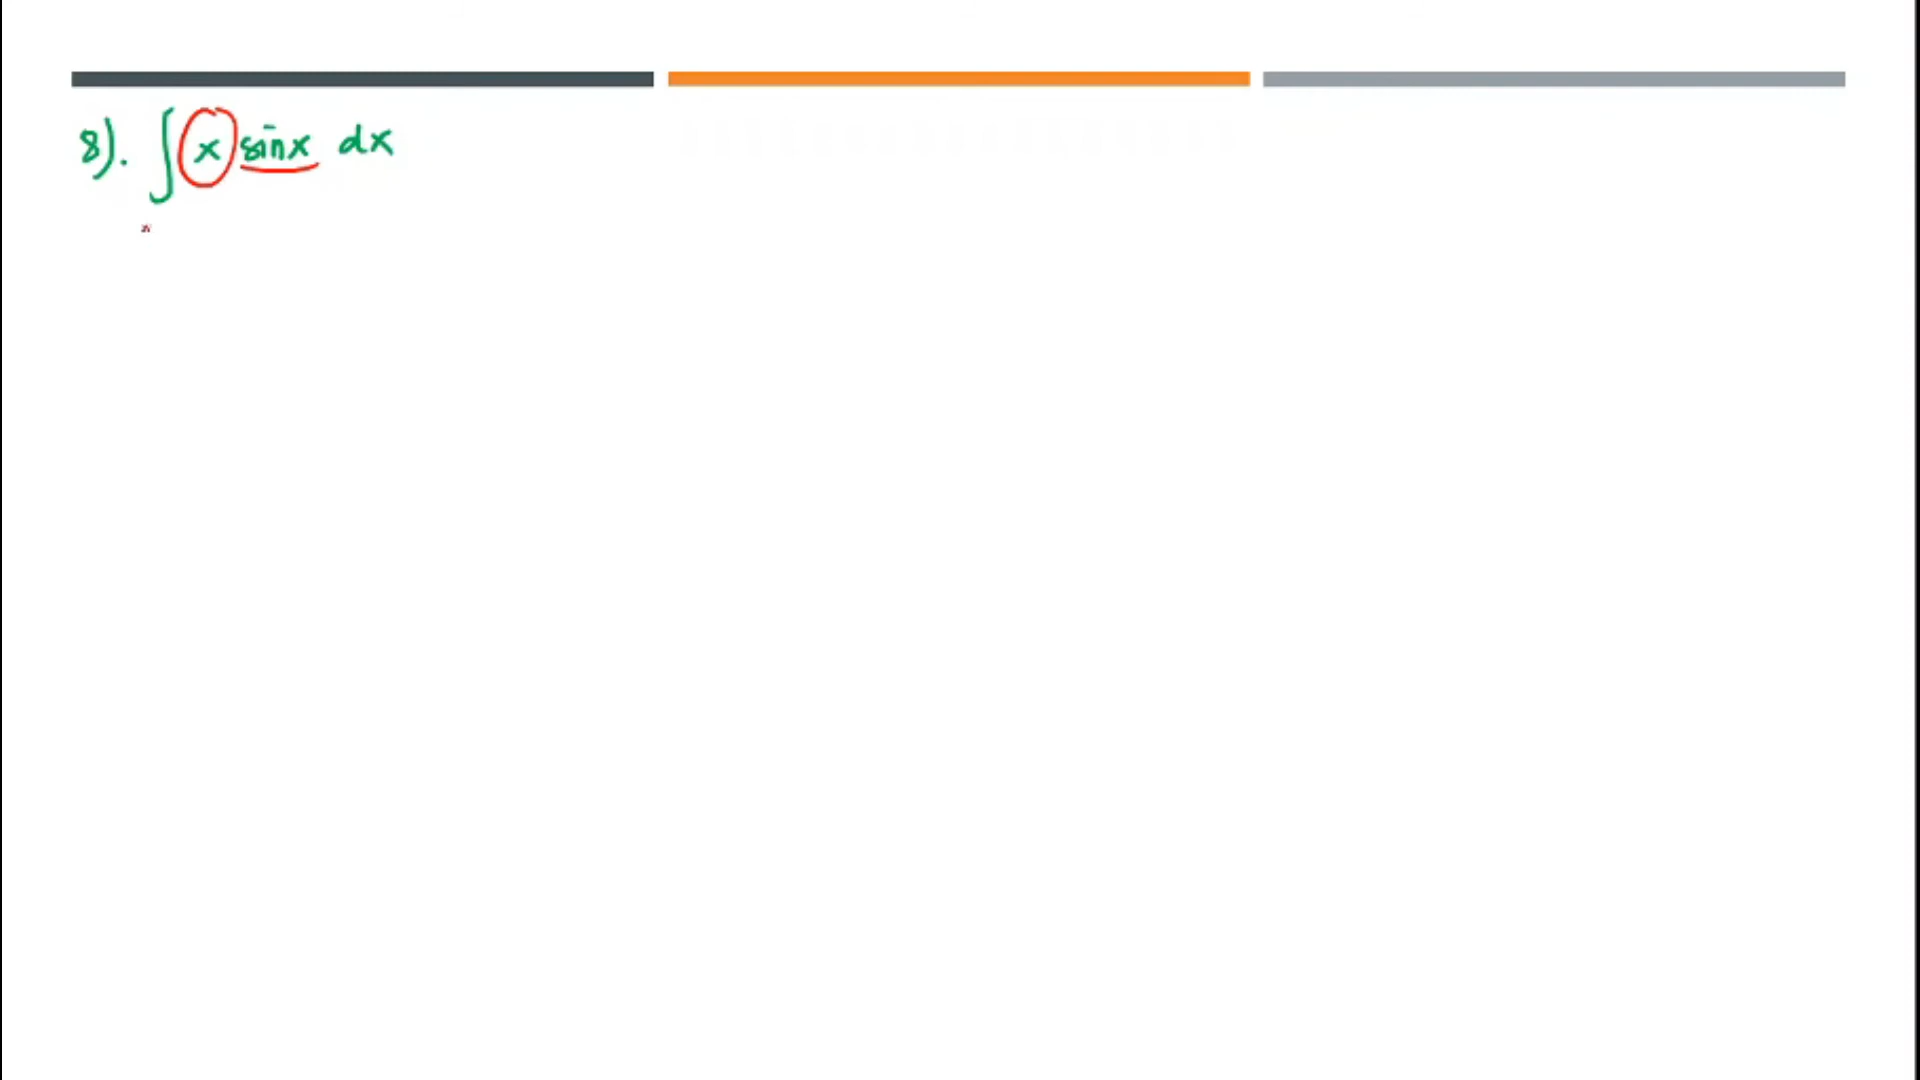 8). ∫ x sinx dx